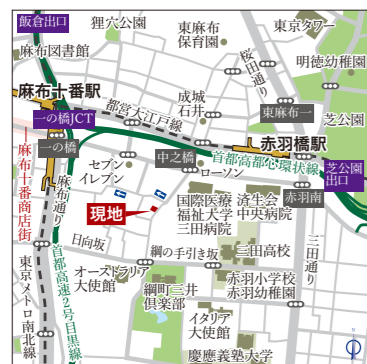 飯倉出口
狸穴公園
東麻布
保育園
東京タワー
桜田通り
麻布図書館
明徳幼稚園
成城
石井
麻布十番駅
都営大江戸線
東麻布一
芝公園
一の橋JCT
赤羽橋駅
一の橋
中之橋
首都高都心環状線
芝公園
出口
セブン
イレブン
ローソン
赤羽南
麻布十番商店街
麻布通り
現地
国際医療
福祉大学
三田病院
済生会
中央病院
日向坂
綱の手引き坂
三田高校
三田通り
首都高速2号目黒線
オーストラリア
大使館
赤羽小学校
赤羽幼稚園
綱町三井
倶楽部
東京メトロ南北線
イタリア
大使館
慶應義塾大学